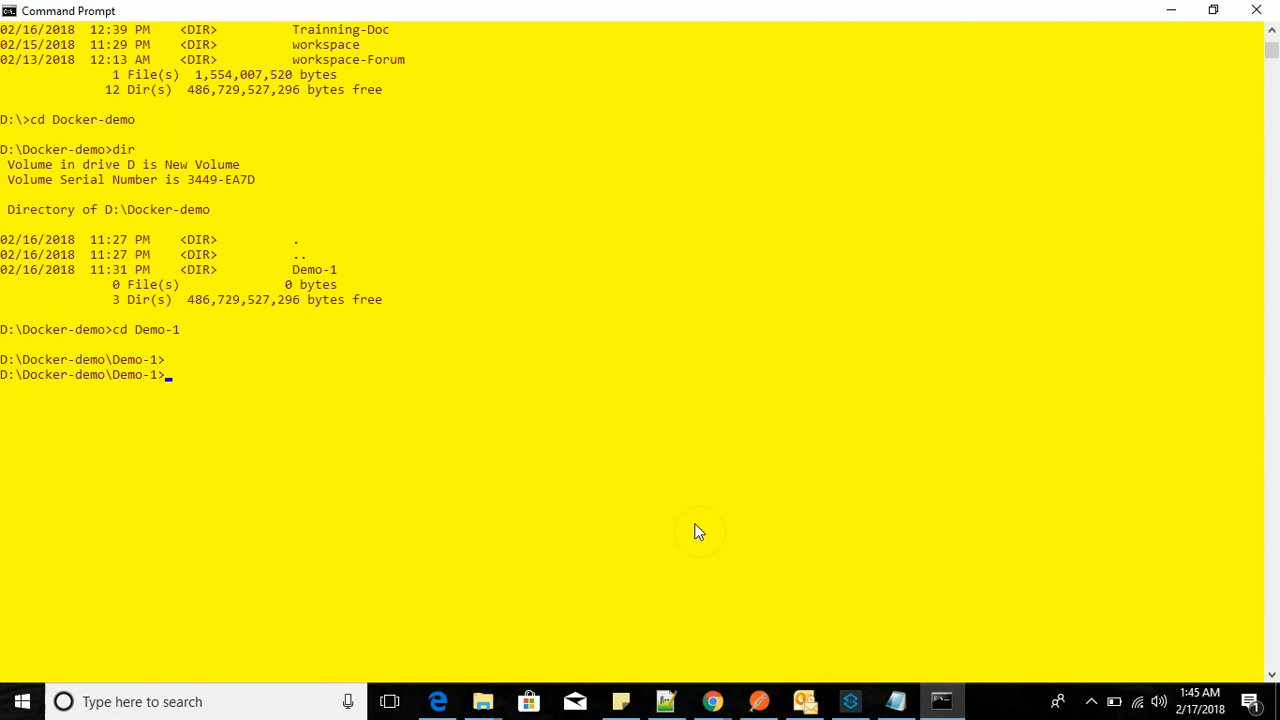 Command Prompt
02/16/2018  12:39 PM    <DIR>          Trainning-Doc
02/15/2018  11:29 PM    <DIR>          workspace
02/13/2018  12:13 AM    <DIR>          workspace-Forum
               1 File(s)  1,554,007,520 bytes
              12 Dir(s)  486,729,527,296 bytes free
D:\>cd Docker-demo
D:\Docker-demo>dir
 Volume in drive D is New Volume
 Volume Serial Number is 3449-EA7D
 Directory of D:\Docker-demo
02/16/2018  11:27 PM    <DIR>          .
02/16/2018  11:27 PM    <DIR>          ..
02/16/2018  11:31 PM    <DIR>          Demo-1
               0 File(s)              0 bytes
               3 Dir(s)  486,729,527,296 bytes free
D:\Docker-demo>cd Demo-1
D:\Docker-demo\Demo-1>
D:\Docker-demo\Demo-1>
Type here to search
1:45 AM
2/17/2018
1